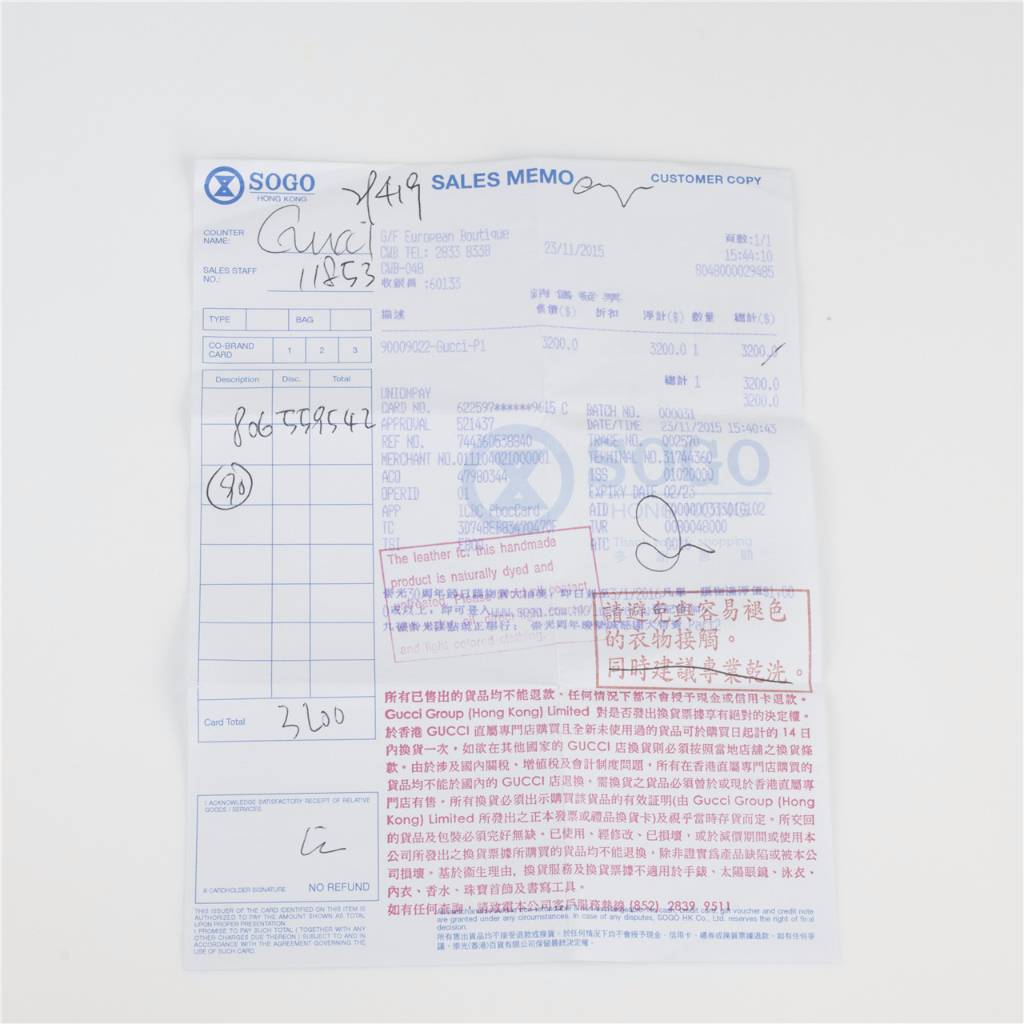 SOGO
HONG KONG
SALES MEMO
CUSTOMER COPY
COUNTER NAME:
Gucci
SALES STAFF NO.:
11853
G/F European Boutique
CWB TEL: 2833 8338
CWB-048
收銀員 :60133
23/11/2015
頁數:1/1
15:44:10
8048000029485
銷售發票
TYPE
BAG
描述
售價($)
折扣
淨計($)
數量
總計($)
CO-BRAND CARD
1
2
3
90009022-Gucci-P1
3200.0
3200.0 1
3200.0
Description
Disc.
Total
總計 1
3200.0
3200.0
806 559542
90
UNIONPAY
CARD NO. 622597******9615 C
BATCH NO. 000031
APPROVAL 521437
DATE/TIME 23/11/2015 15:40:43
REF NO. 744360538840
TRACE NO. 002570
MERCHANT NO.011104021000001
TERMINAL NO.31744360
ACQ 47980344
ISS 01020000
OPERID 01
EXPIRY DATE 02/23
APP
AID
TC
TVR 0080048000
TSI
ATC
SOGO
The leather for this handmade
product is naturally dyed and
and light colored clothing.
請避免與容易褪色
的衣物接觸。
同時建議專業乾洗。
Card Total
3200
所有已售出的貨品均不能退款、任何情況下都不會授予現金或信用卡退款。
Gucci Group (Hong Kong) Limited 對是否發出換貨票據享有絕對的決定權。
於香港 GUCCI 直屬專門店購買且全新未使用過的貨品可於購買日起計的 14 日
內換貨一次，如欲在其他國家的 GUCCI 店換貨則必須按照當地店舖之換貨條
款。由於涉及國內關稅、增值稅及會計制度問題，所有在香港直屬專門店購買的
貨品均不能於國內的 GUCCI 店退換。需換貨之貨品必須曾於或現於香港直屬專
門店有售。所有換貨必須出示購買該貨品的有效証明(由 Gucci Group (Hong
Kong) Limited 所發出之正本發票或禮品換貨卡)及視乎當時存貨而定。所交回
的貨品及包裝必須完好無缺。已使用、經修改、已損壞，或於減價期間或使用本
公司所發出之換貨票據所購買的貨品均不能退換，除非證實為產品缺陷或被本公
司損壞。基於衛生理由，換貨服務及換貨票據不適用於手錶、太陽眼鏡、泳衣、
內衣、香水、珠寶首飾及書寫工具。
如有任何查詢，請致電本公司客戶服務熱線 (852) 2839 9511
I ACKNOWLEDGE SATISFACTORY RECEIPT OF RELATIVE
GOODS / SERVICES
X CARDHOLDER SIGNATURE
NO REFUND
THIS ISSUER OF THE CARD IDENTIFIED ON THIS ITEM IS
AUTHORIZED TO PAY THE AMOUNT SHOWN AS TOTAL
UPON PROPER PRESENTATION.
I PROMISE TO PAY SUCH TOTAL ( TOGETHER WITH ANY
OTHER CHARGES DUE THEREON ) SUBJECT TO AND IN
ACCORDANCE WITH THE AGREEMENT GOVERNING THE
USE OF SUCH CARD.
are granted under any circumstances. In case of any disputes, SOGO HK Co., Ltd. reserves the right of final
decision.
所有售出貨品均不接受退款或換貨。於任何情況下均不會授予現金、信用卡、禮券或換貨票據退款。如有任何爭
議，崇光(香港)百貨有限公司保留最終決定權。